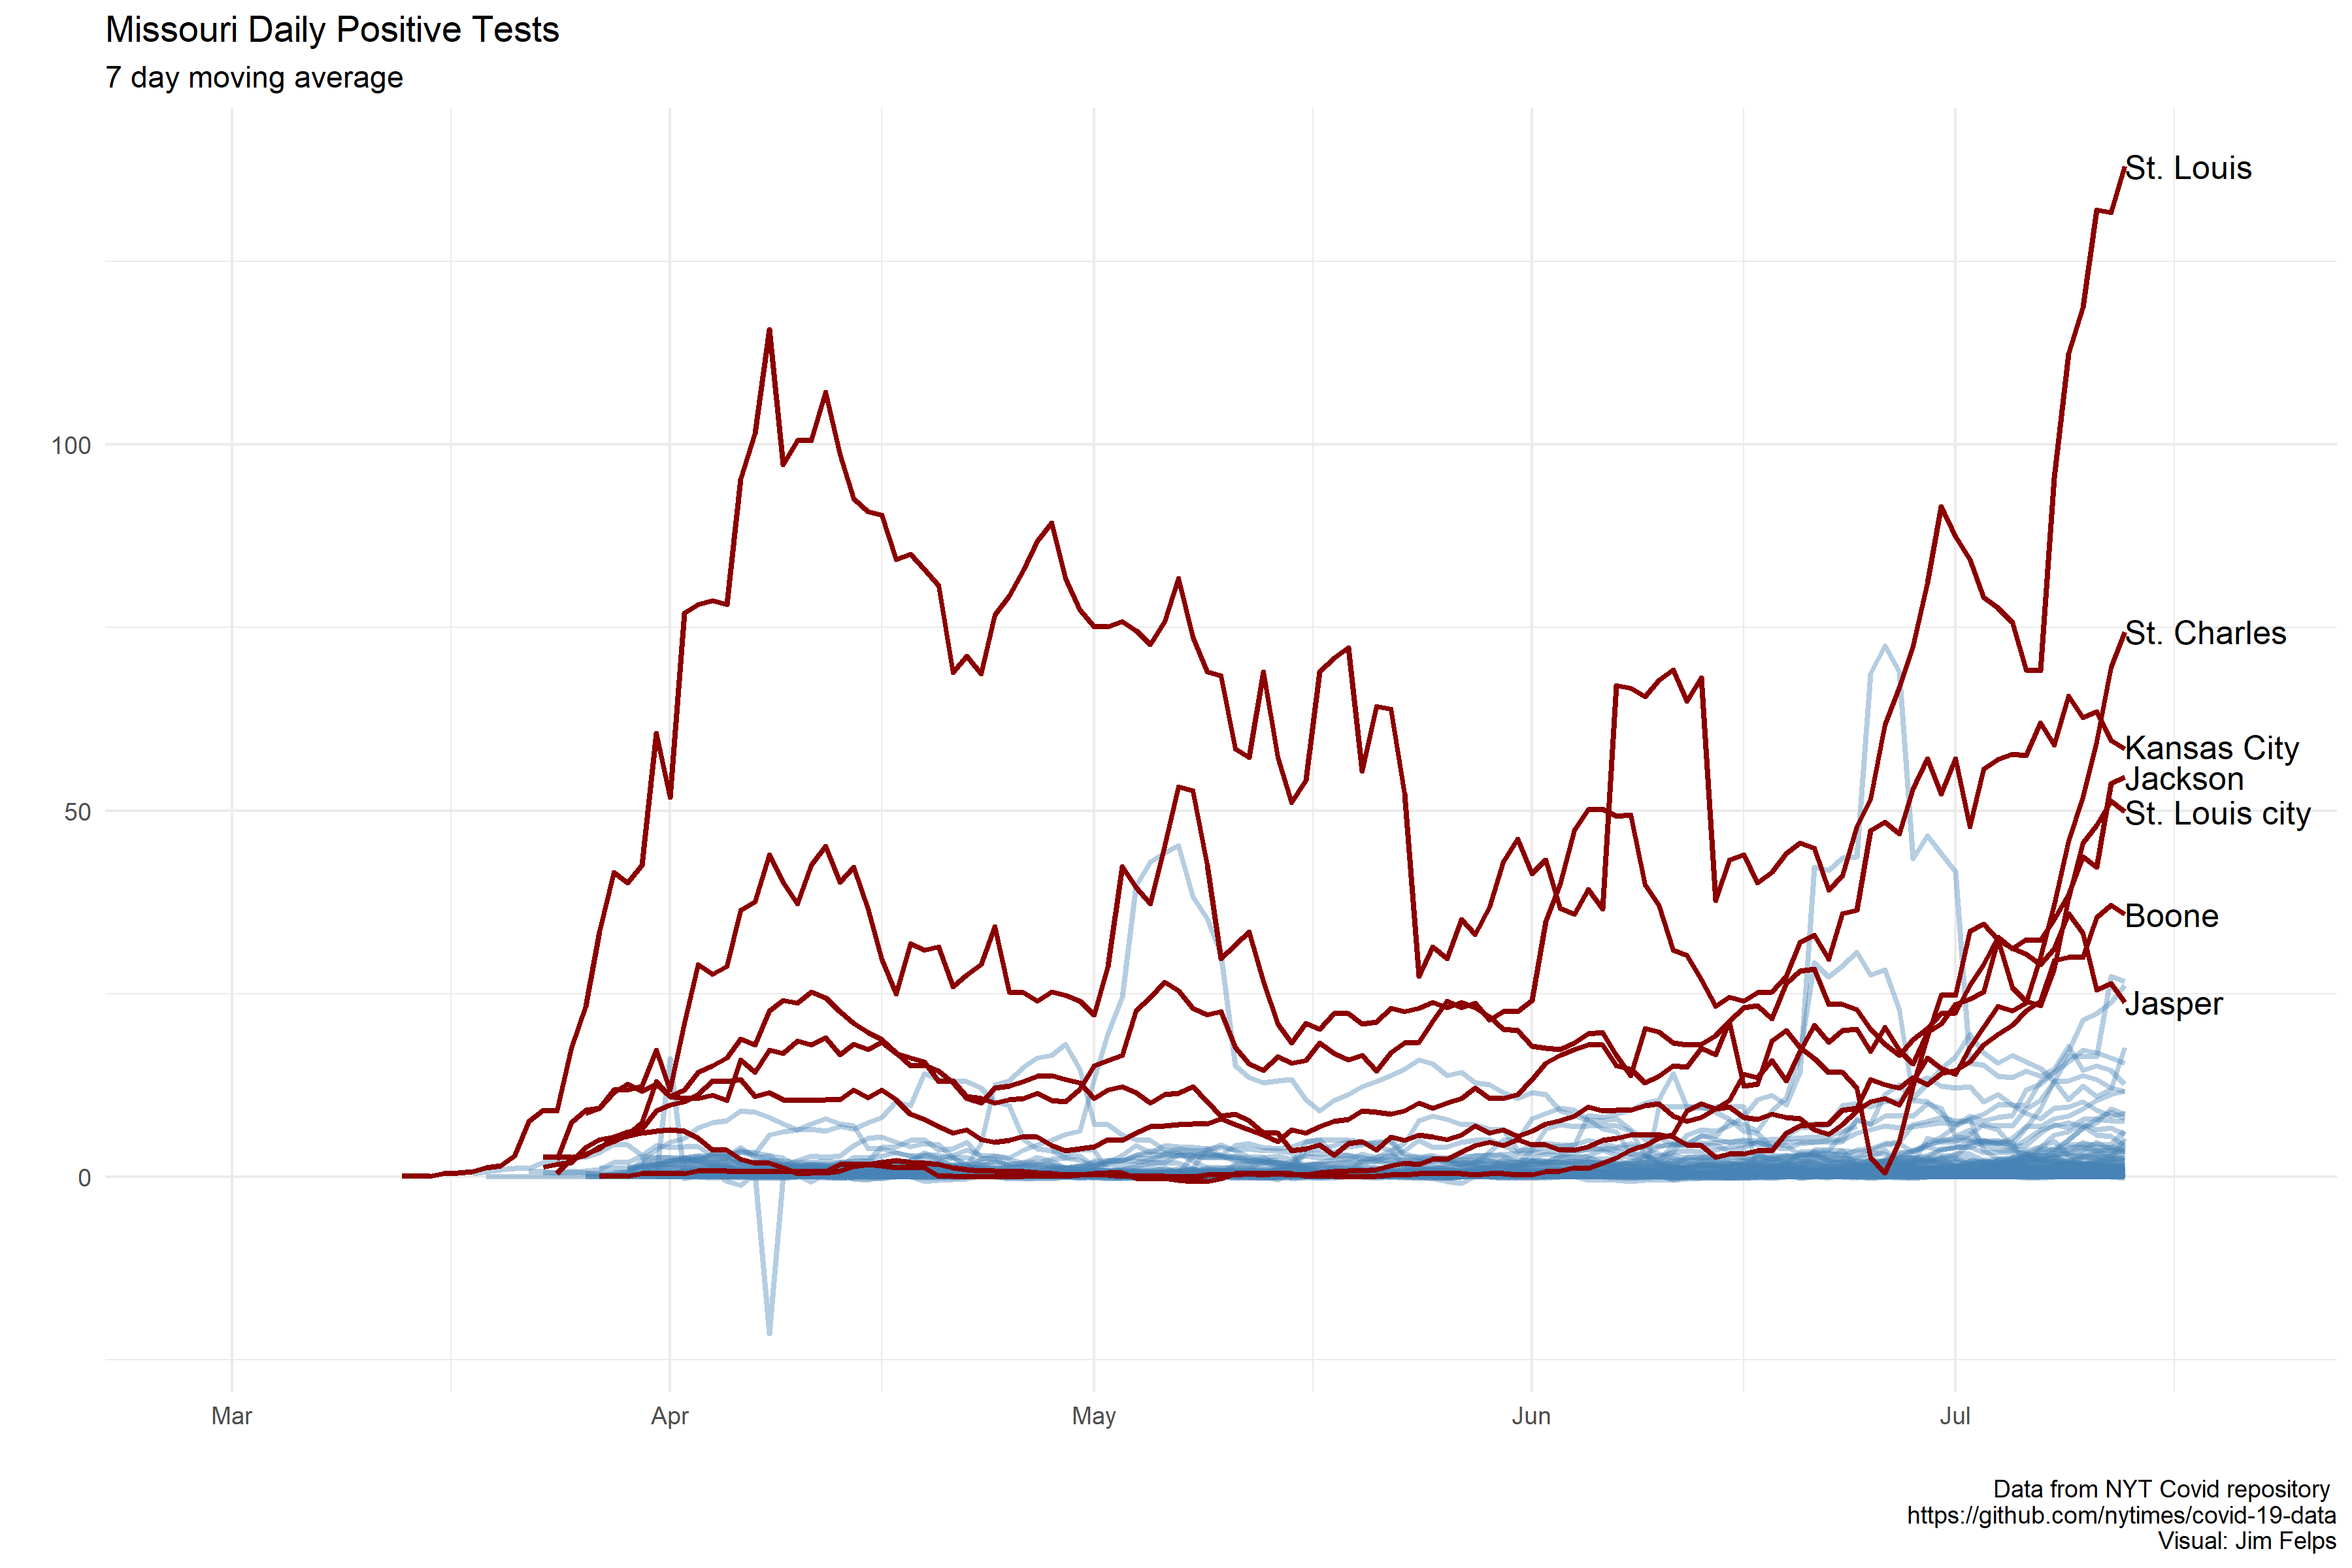 Missouri Daily Positive Tests
7 day moving average
St. Louis
100
St. Charles
Kansas City
Jackson
50
St. Louis city
Boone
Jasper
0
Mar Apr May Jun Jul
Data from NYT Covid repository
https://github.com/nytimes/covid-19-data
Visual: Jim Felps